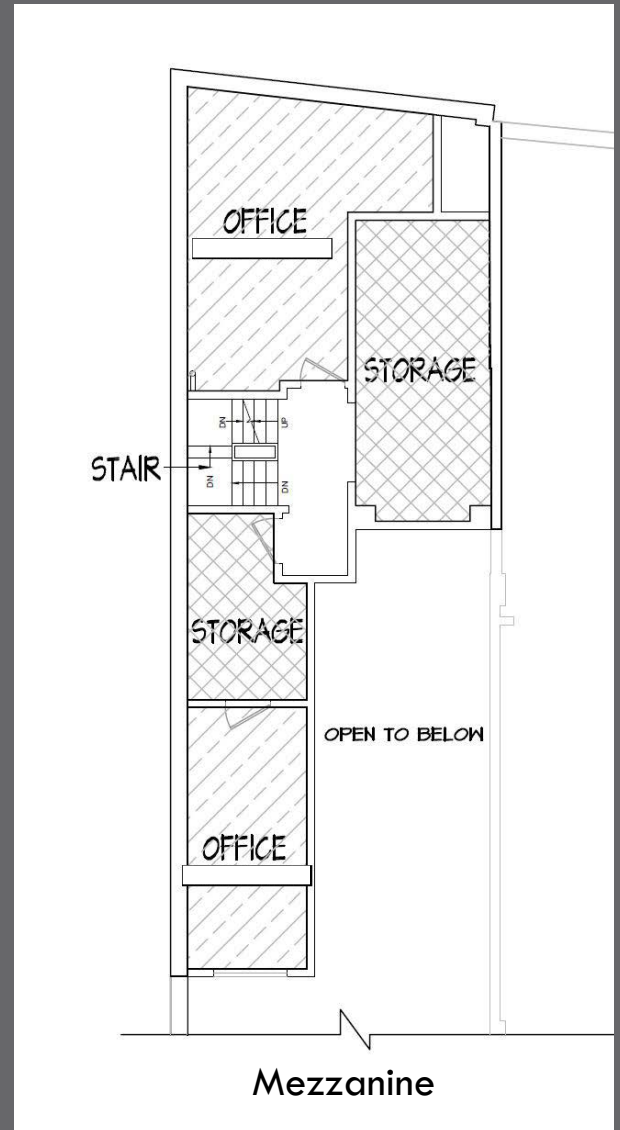 OFFICE
STORAGE
DN
UP
STAIR
DN
DN
STORAGE
OPEN TO BELOW
OFFICE
Mezzanine